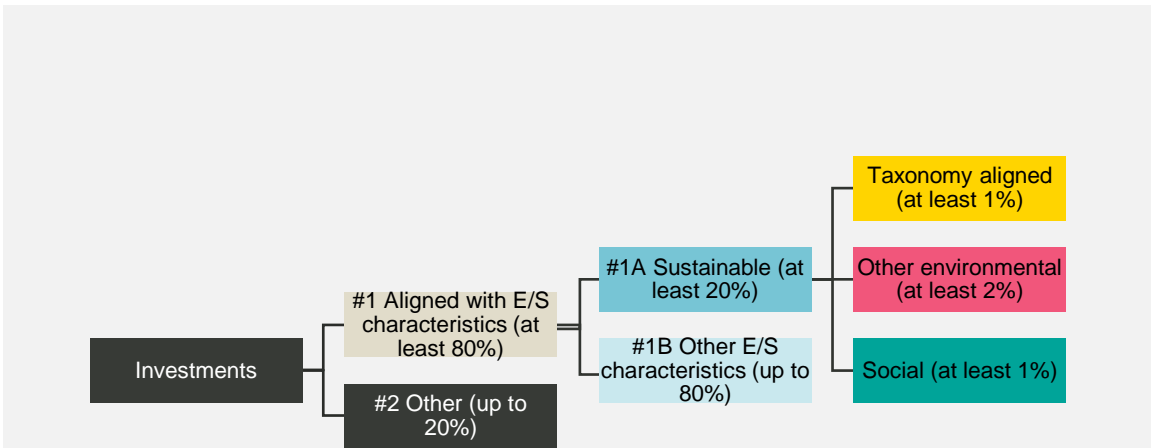 Investments
#1 Aligned with E/S
characteristics (at
least 80%)
#2 Other (up to
20%)
#1A Sustainable (at
least 20%)
#1B Other E/S
characteristics (up to
80%)
Taxonomy aligned
(at least 1%)
Other environmental
(at least 2%)
Social (at least 1%)